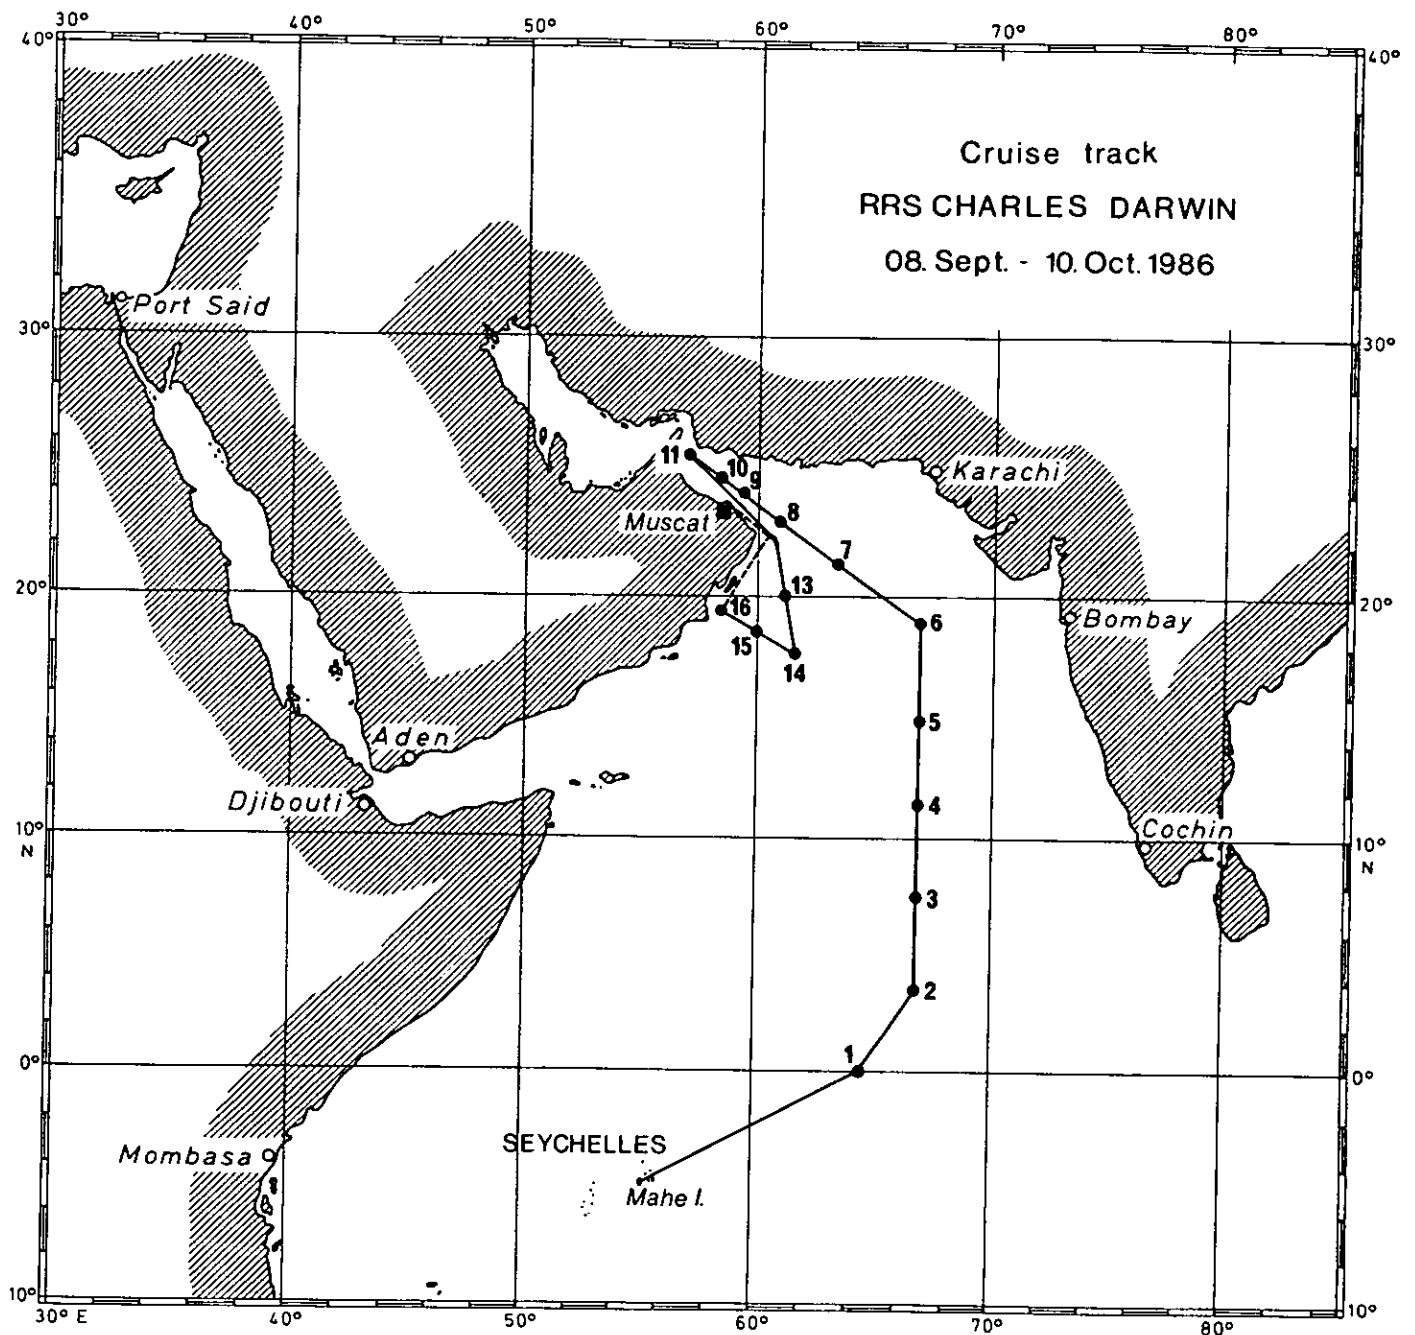 30° 40° 50° 60° 70° 80°
40° 40°
Cruise track
RRS CHARLES DARWIN
08. Sept. - 10. Oct. 1986
Port Said
30° 30°
11 10 9
Karachi
Muscat 8
7
20° 13 20°
16 6 Bombay
15
14
5
Aden
Djibouti 4
10° Cochin 10°
N N
3
2
1
0° 0°
SEYCHELLES
Mombasa
Mahe I.
10° 10°
30° E 40° 50° 60° 70° 80°